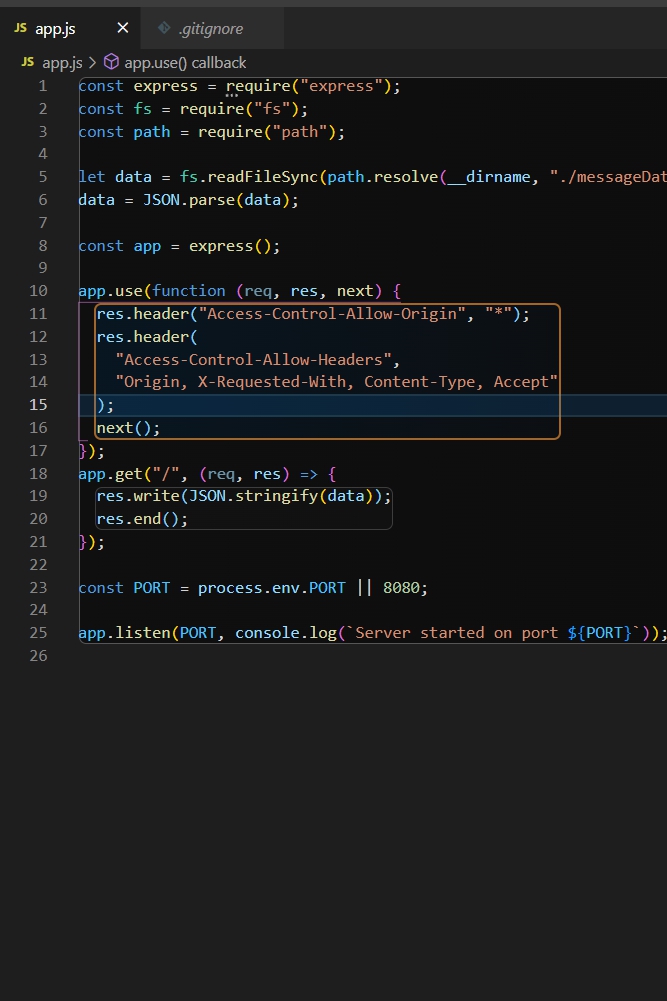 JS app.js ×
.gitignore
JS app.js > app.use() callback
1 const express = require("express");
2 const fs = require("fs");
3 const path = require("path");
4
5 let data = fs.readFileSync(path.resolve(__dirname, "./messageDat
6 data = JSON.parse(data);
7
8 const app = express();
9
10 app.use(function (req, res, next) {
11 res.header("Access-Control-Allow-Origin", "*");
12 res.header(
13 "Access-Control-Allow-Headers",
14 "Origin, X-Requested-With, Content-Type, Accept"
15 );
16 next();
17 });
18 app.get("/", (req, res) => {
19 res.write(JSON.stringify(data));
20 res.end();
21 });
22
23 const PORT = process.env.PORT || 8080;
24
25 app.listen(PORT, console.log(`Server started on port ${PORT}`));
26